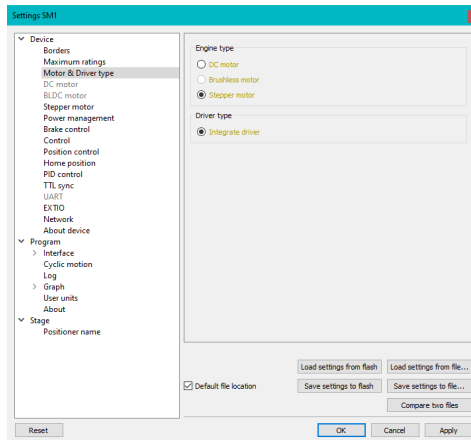 Settings SM1
Device
Borders
Maximum ratings
Motor & Driver type
DC motor
BLDC motor
Stepper motor
Power management
Brake control
Control
Position control
Home position
PID control
TTL sync
UART
EXTIO
Network
About device
Program
Interface
Cyclic motion
Log
Graph
User units
About
Stage
Positioner name
Engine type
DC motor
Brushless motor
Stepper motor
Driver type
Integrate driver
Load settings from flash Load settings from file...
Default file location Save settings to flash Save settings to file...
Compare two files
Reset OK Cancel Apply